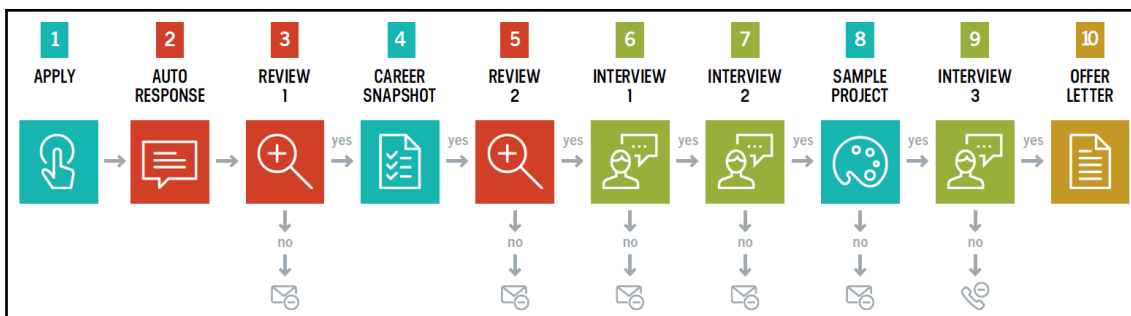 1 2 3 4 5 6 7 8 9 10
APPLY AUTO REVIEW CAREER REVIEW INTERVIEW INTERVIEW SAMPLE INTERVIEW OFFER
RESPONSE 1 SNAPSHOT 2 1 2 PROJECT 3 LETTER
yes yes yes yes yes yes yes
no no no no no no